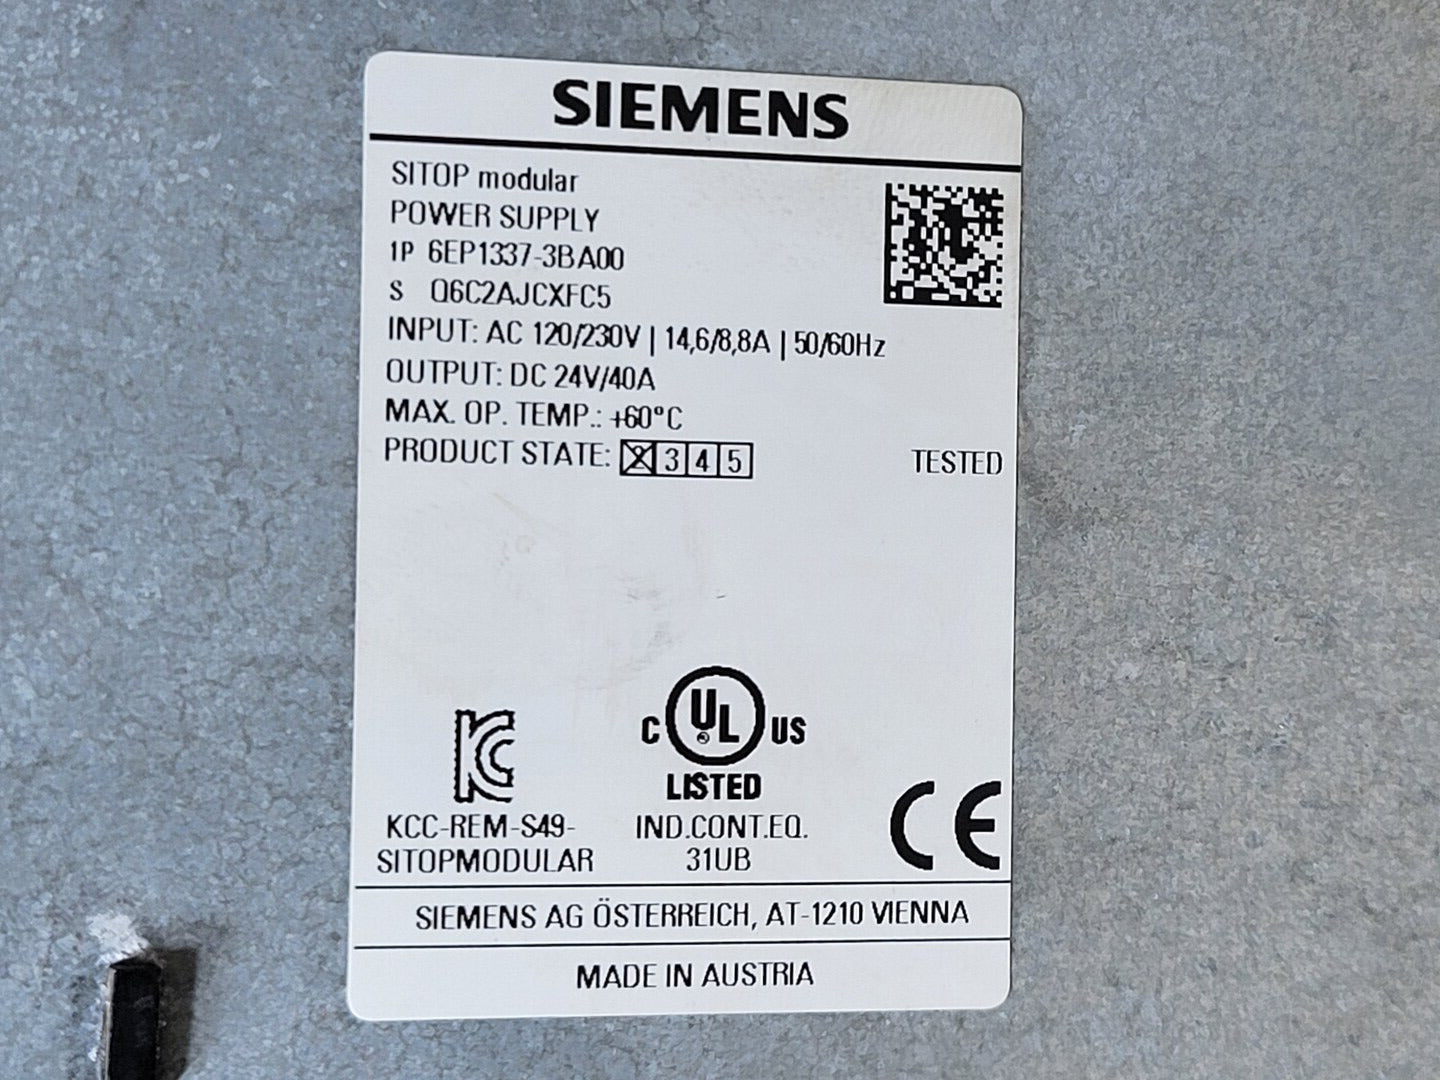 SIEMENS
SITOP modular
POWER SUPPLY
1P 6EP1337-3BA00
S Q6C2AJCXFC5
INPUT: AC 120/230V | 14,6/8,8A | 50/60Hz
OUTPUT: DC 24V/40A
MAX. OP. TEMP.: +60°C
PRODUCT STATE: 2 3 4 5 TESTED
KC
KCC-REM-S49-
SITOPMODULAR
C UL US
®
LISTED
IND.CONT.EQ.
31UB
CE
SIEMENS AG ÖSTERREICH, AT-1210 VIENNA
MADE IN AUSTRIA